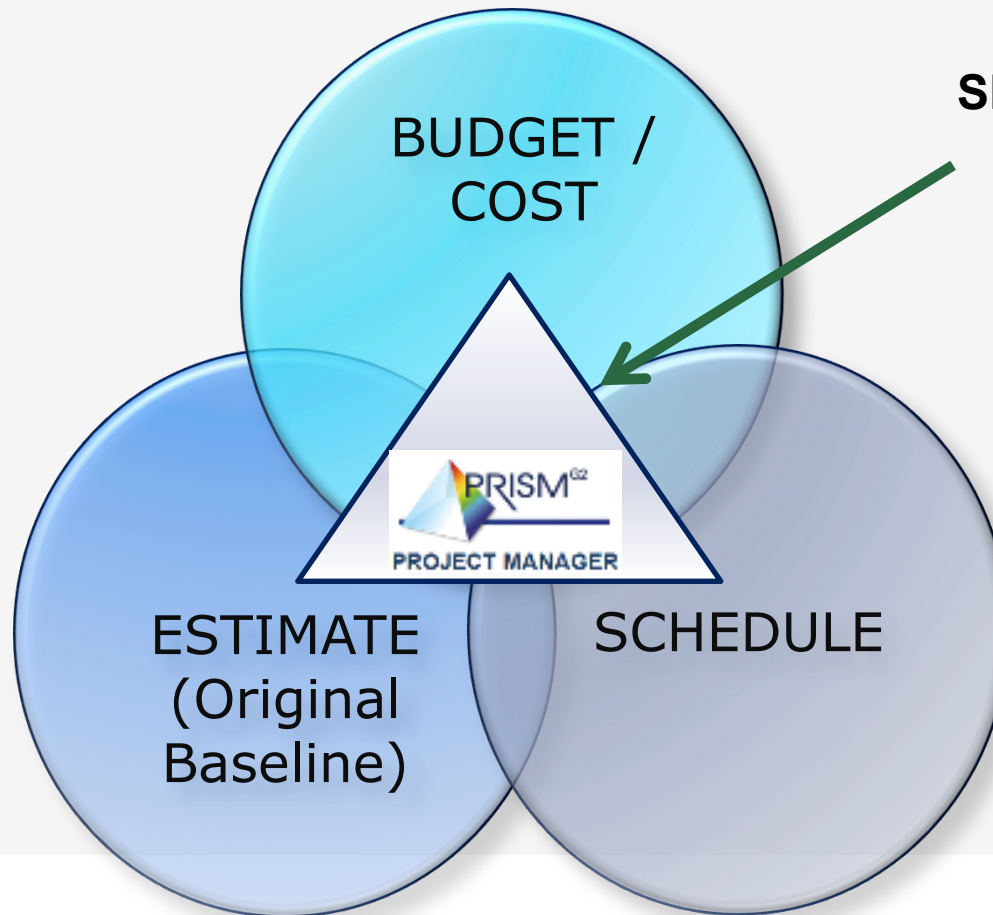 BUDGET /
COST
PRISM G2
PROJECT MANAGER
ESTIMATE
(Original
Baseline)
SCHEDULE